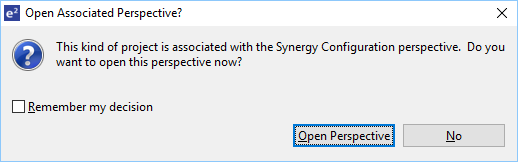 e² Open Associated Perspective?
This kind of project is associated with the Synergy Configuration perspective. Do you
want to open this perspective now?
Remember my decision
Open Perspective No